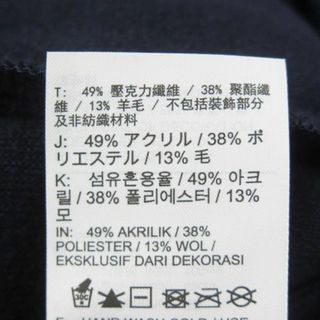 T: 49% 壓克力纖維 / 38% 聚酯纖
維 / 13% 羊毛 / 不包括裝飾部分
及非紡織材料
J: 49% アクリル / 38% ポ
リエステル / 13% 毛
K: 섬유혼용율 / 49% 아크
릴 / 38% 폴리에스터 / 13%
모
IN: 49% AKRILIK / 38%
POLIESTER / 13% WOL /
EKSKLUSIF DARI DEKORASI